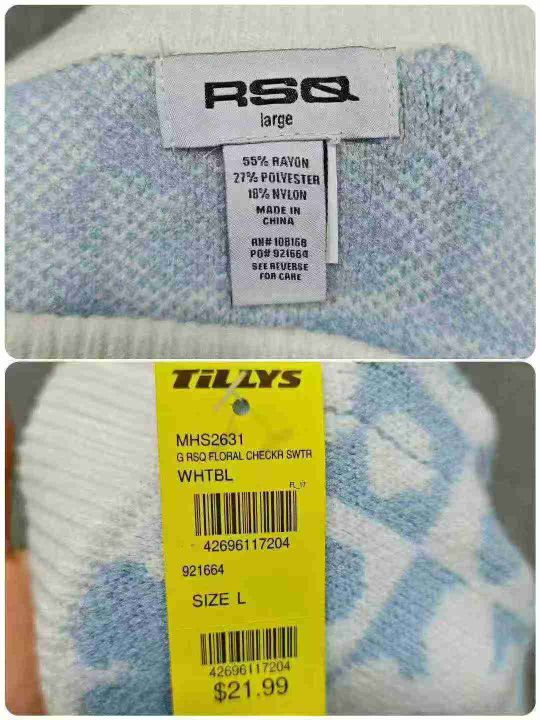 RSQ
large
55% RAYON
27% POLYESTER
18% NYLON
MADE IN
CHINA
RN# 108168
PO# 921664
SEE REVERSE
FOR CARE
TiLLYS
MHS2631
G RSQ FLORAL CHECKR SWTR
WHTBL
FL_17
42696117204
921664
SIZE L
42696117204
$21.99